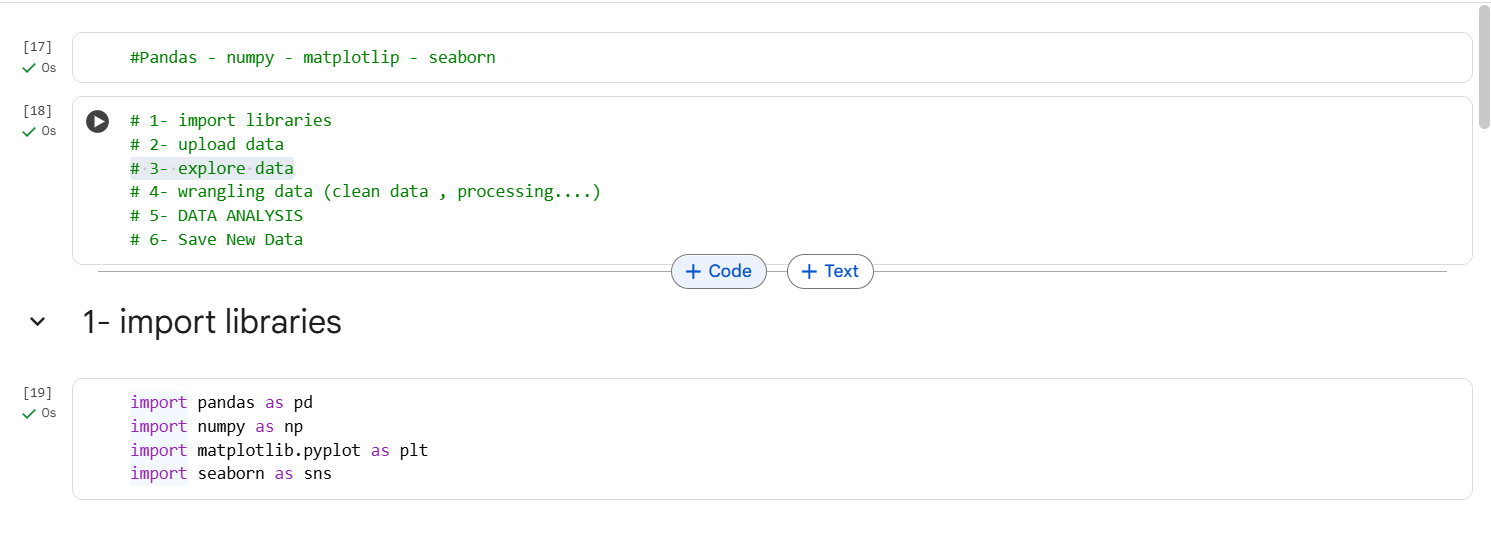 [17]
0s
#Pandas - numpy - matplotlip - seaborn
[18]
0s
# 1- import libraries
# 2- upload data
# 3- explore data
# 4- wrangling data (clean data , processing....)
# 5- DATA ANALYSIS
# 6- Save New Data
+ Code + Text
1- import libraries
[19]
0s
import pandas as pd
import numpy as np
import matplotlib.pyplot as plt
import seaborn as sns